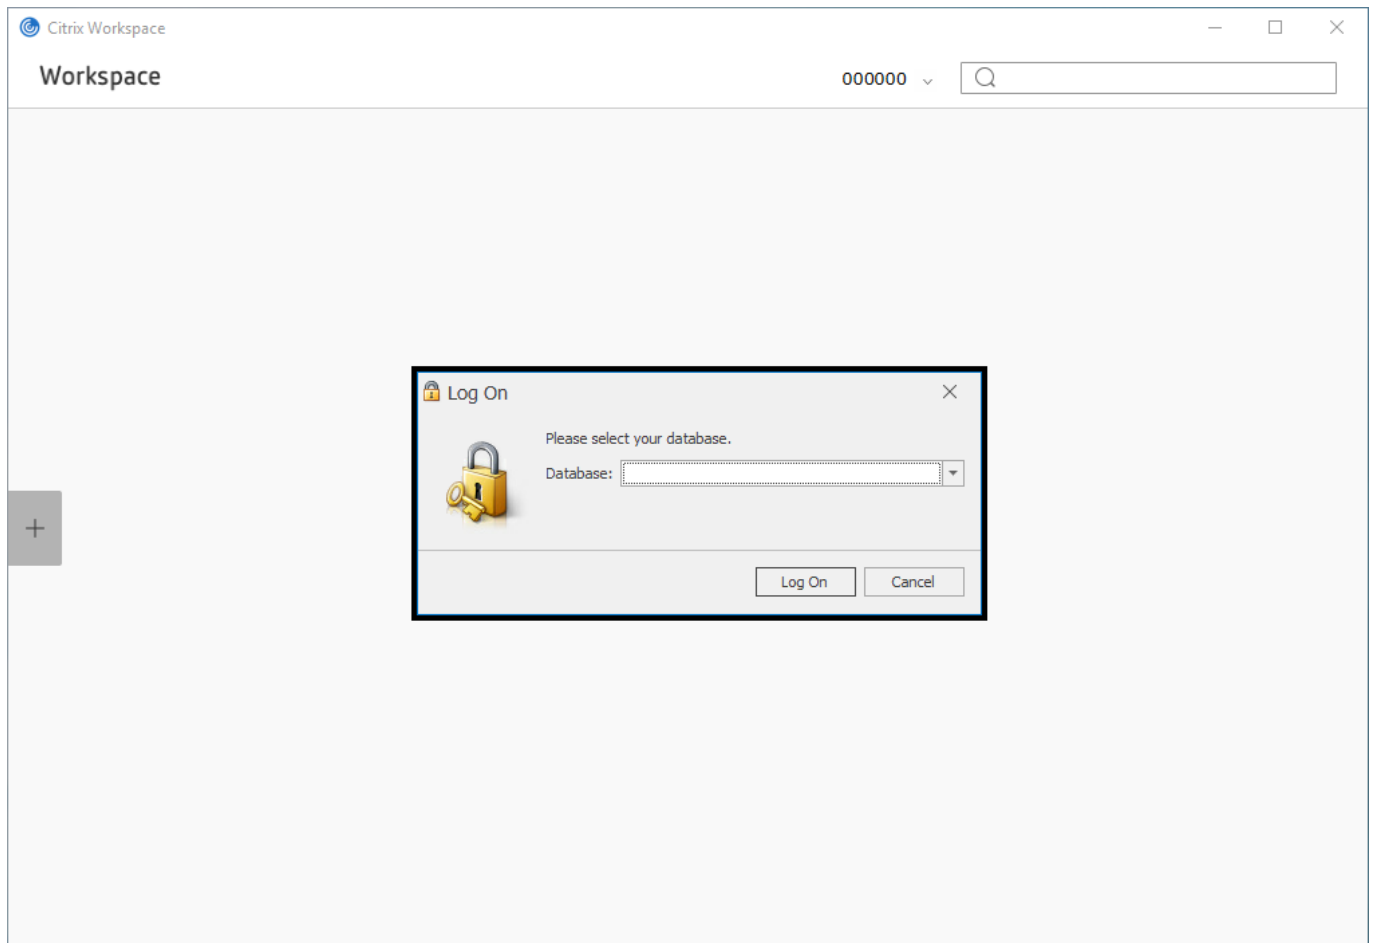 Citrix Workspace
Workspace
000000
Log On
Please select your database.
Database:
Log On
Cancel